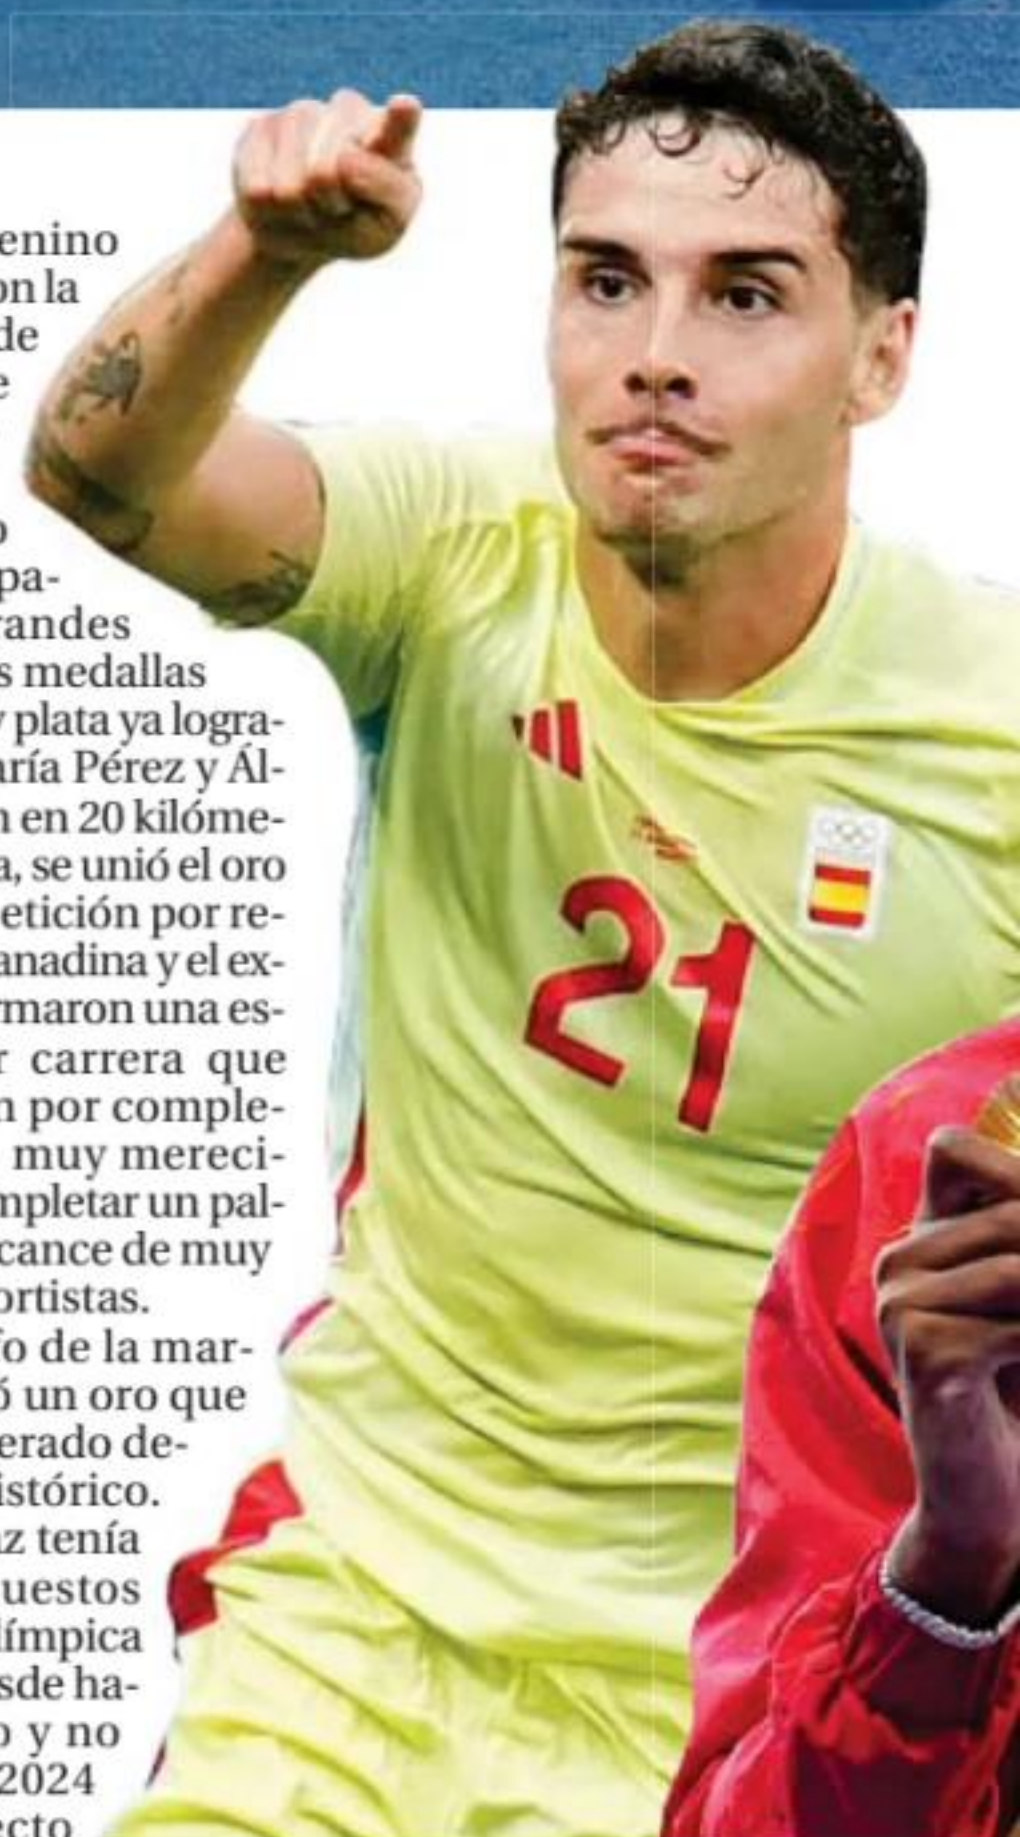 enino
on la
de
e
o
pa-
randes
s medallas
y plata ya logra-
aría Pérez y Ál-
n en 20 kilóme-
a, se unió el oro
etición por re-
anadina y el ex-
rmaron una es-
r carrera que
n por comple-
muy mereci-
mpletar un pal-
cance de muy
ortistas.
fo de la mar-
ó un oro que
erado de-
istórico.
az tenía
uestos
límpica
sde ha-
o y no
2024
ecto
21